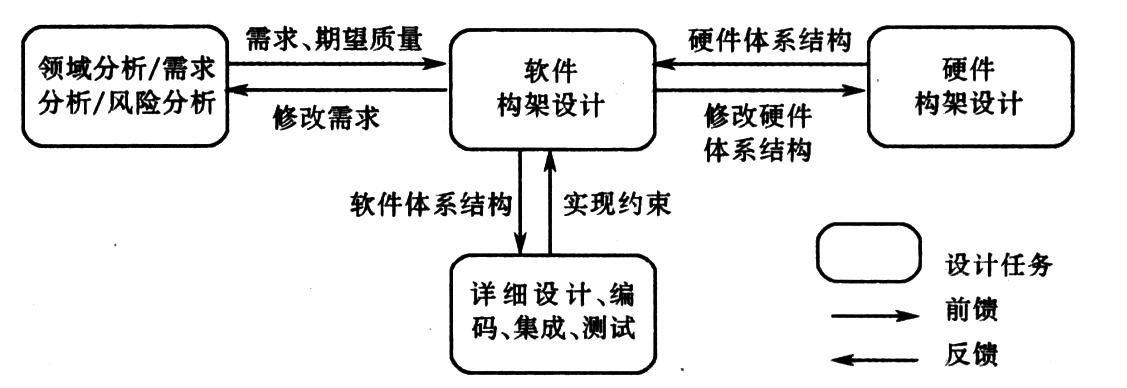 需求、期望质量
硬件体系结构
领域分析/需求
分析/风险分析
软件
构架设计
硬件
构架设计
修改需求
修改硬件
体系结构
软件体系结构
实现约束
详细设计、编
码、集成、测试
设计任务
前馈
反馈